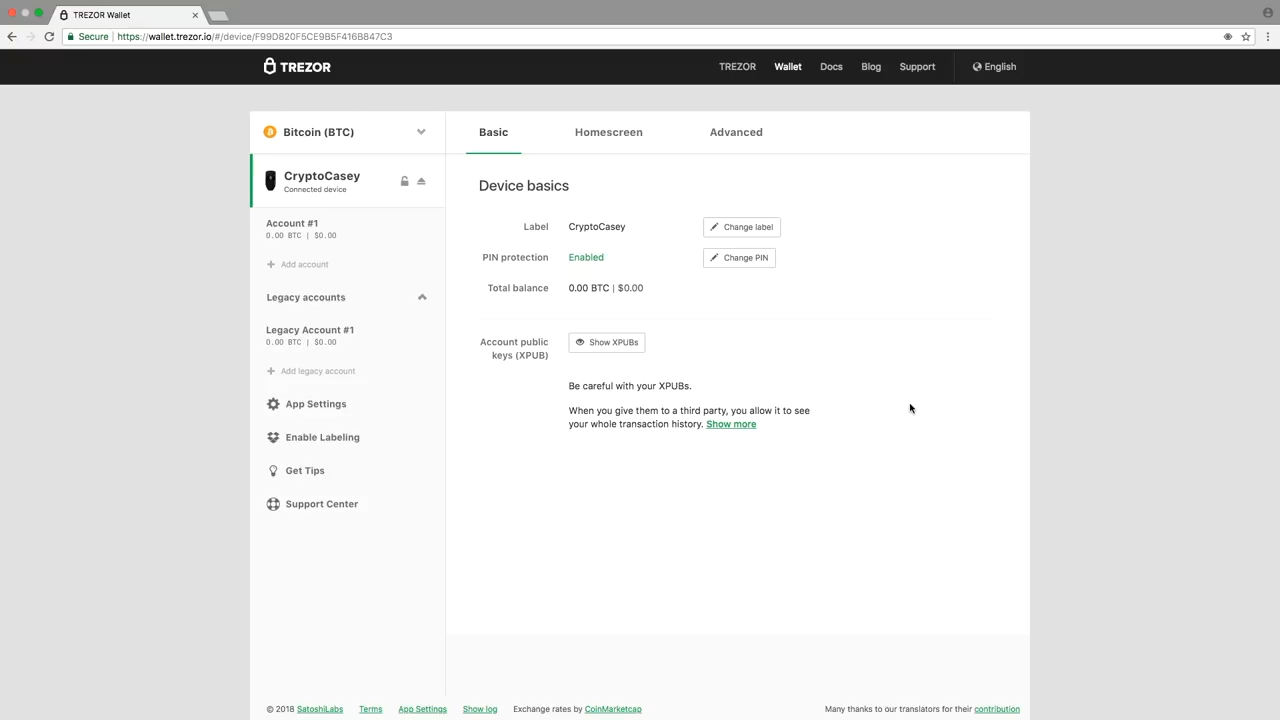 TREZOR Wallet
Secure | https://wallet.trezor.io/#/device/F99D820F5CE9B5F416B847C3
TREZOR
TREZOR Wallet Docs Blog Support English
Bitcoin (BTC)
Basic Homescreen Advanced
CryptoCasey
Connected device
Account #1
0.00 BTC | $0.00
Add account
Legacy accounts
Legacy Account #1
0.00 BTC | $0.00
Add legacy account
App Settings
Enable Labeling
Get Tips
Support Center
Device basics
Label CryptoCasey Change label
PIN protection Enabled Change PIN
Total balance 0.00 BTC | $0.00
Account public
keys (XPUB)
Show XPUBs
Be careful with your XPUBs.
When you give them to a third party, you allow it to see
your whole transaction history. Show more
© 2018 SatoshiLabs Terms App Settings Show log Exchange rates by CoinMarketcap Many thanks to our translators for their contribution